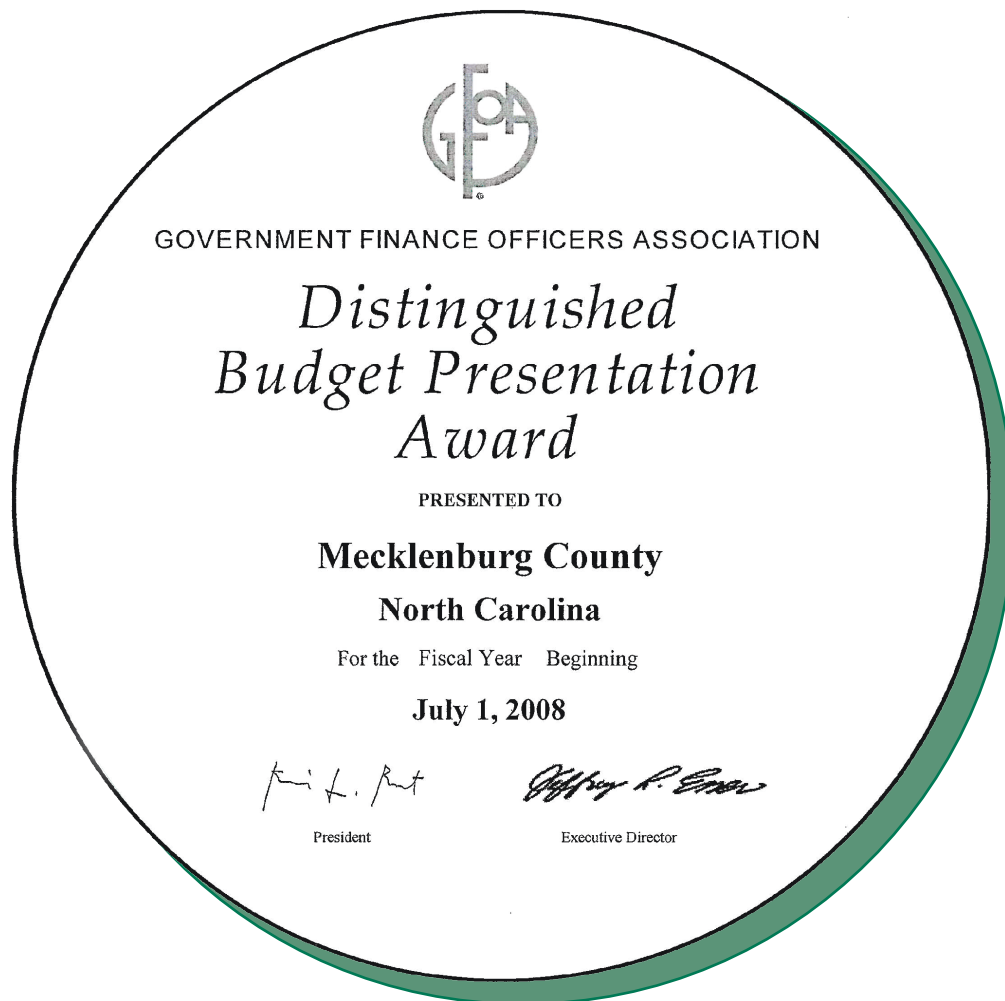 GFOA
GOVERNMENT FINANCE OFFICERS ASSOCIATION
Distinguished
Budget Presentation
Award
PRESENTED TO
Mecklenburg County
North Carolina
For the Fiscal Year Beginning
July 1, 2008
Jeffrey R.
President
Executive Director